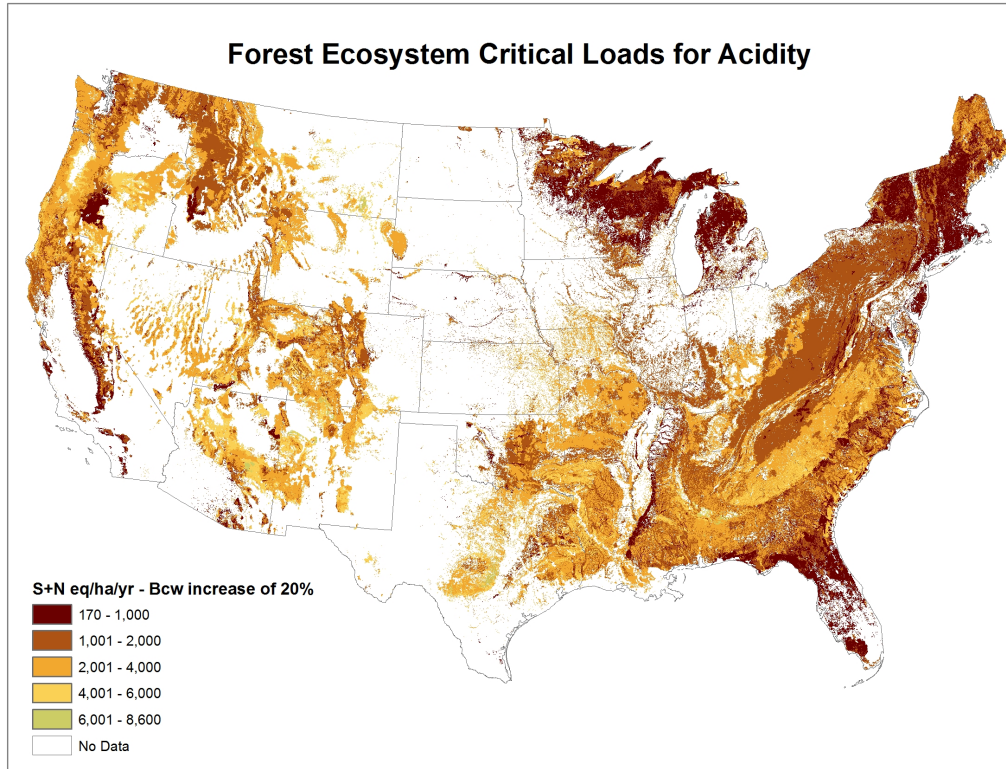 Forest Ecosystem Critical Loads for Acidity
S+N eq/ha/yr - Bcw increase of 20%
170 - 1,000
1,001 - 2,000
2,001 - 4,000
4,001 - 6,000
6,001 - 8,600
No Data